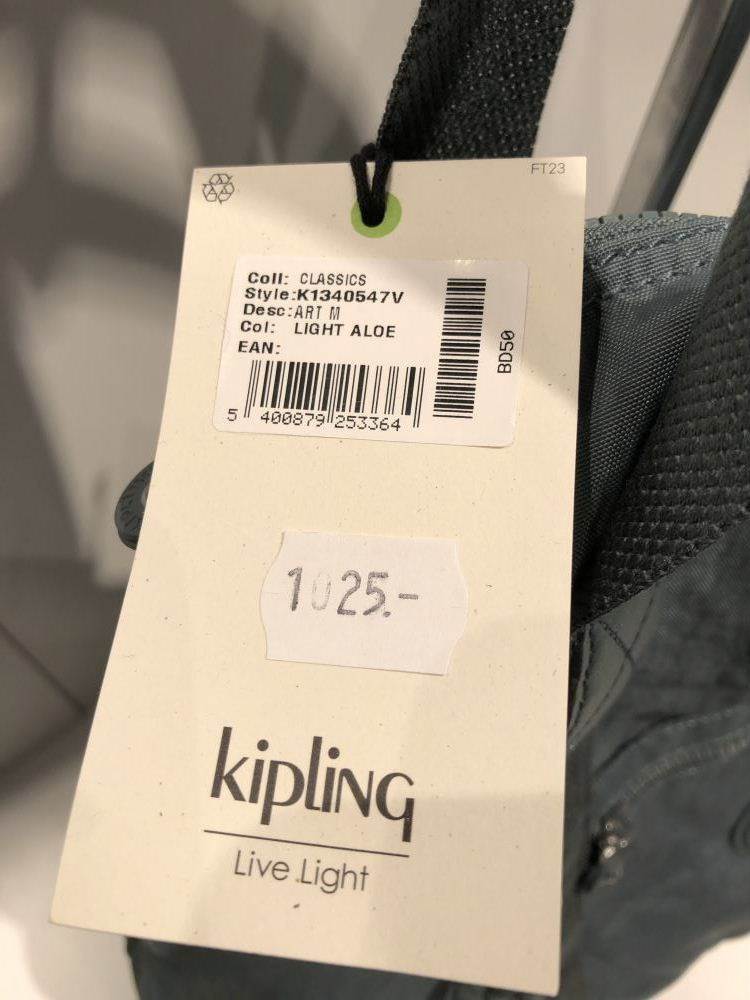 FT23
Coll: CLASSICS
Style:K1340547V
Desc:ART M
Col: LIGHT ALOE
EAN:
5 400879 253364
BD50
1025.-
kipling
Live.Light